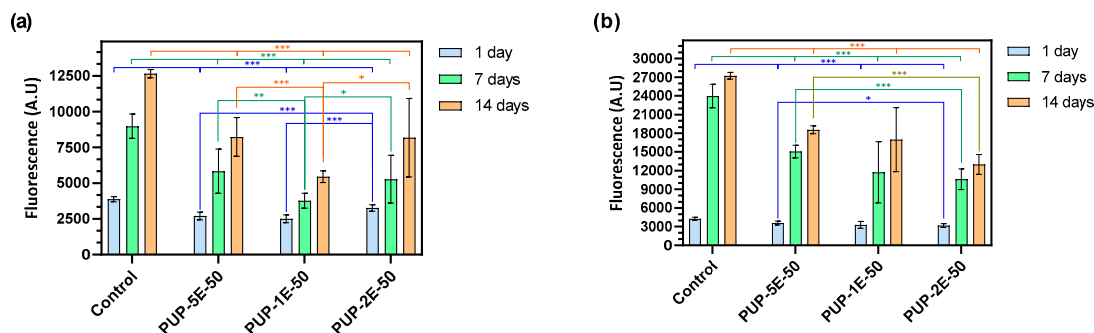 (a)
Fluorescence (A.U)
12500
10000
7500
5000
2500
0
***
***
***
***
*
**
*
***
***
Control
PUP-5E-50
PUP-1E-50
PUP-2E-50
1 day
7 days
14 days
(b)
Fluorescence (A.U)
30000
27000
24000
21000
18000
15000
12000
9000
6000
3000
0
***
***
***
***
***
*
Control
PUP-5E-50
PUP-1E-50
PUP-2E-50
1 day
7 days
14 days